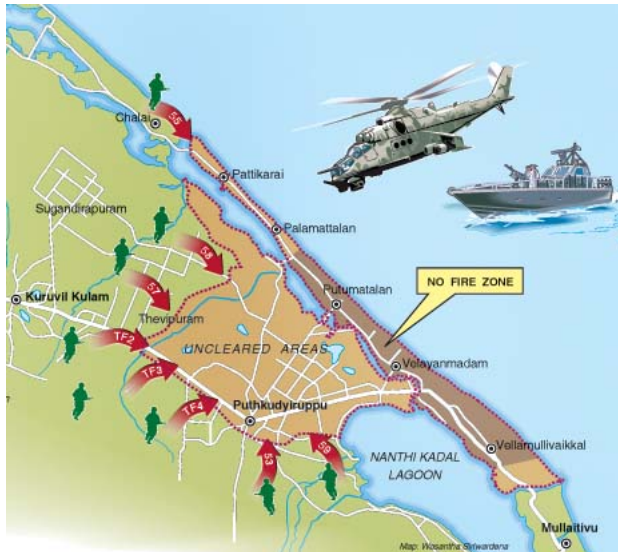 55
Chalai
Pattikarai
Sugandirapuram
Palamattalan
58
57
Kuruvil Kulam
Putumatalan
NO FIRE ZONE
Thevipuram
TF2
UNCLEARED AREAS
TF3
Velayanmadam
TF4
Puthkudyiruppu
53
59
NANTHI KADAL
LAGOON
Vellamullivaikkal
Mullaitivu
Map: Wasantha Siriwardena